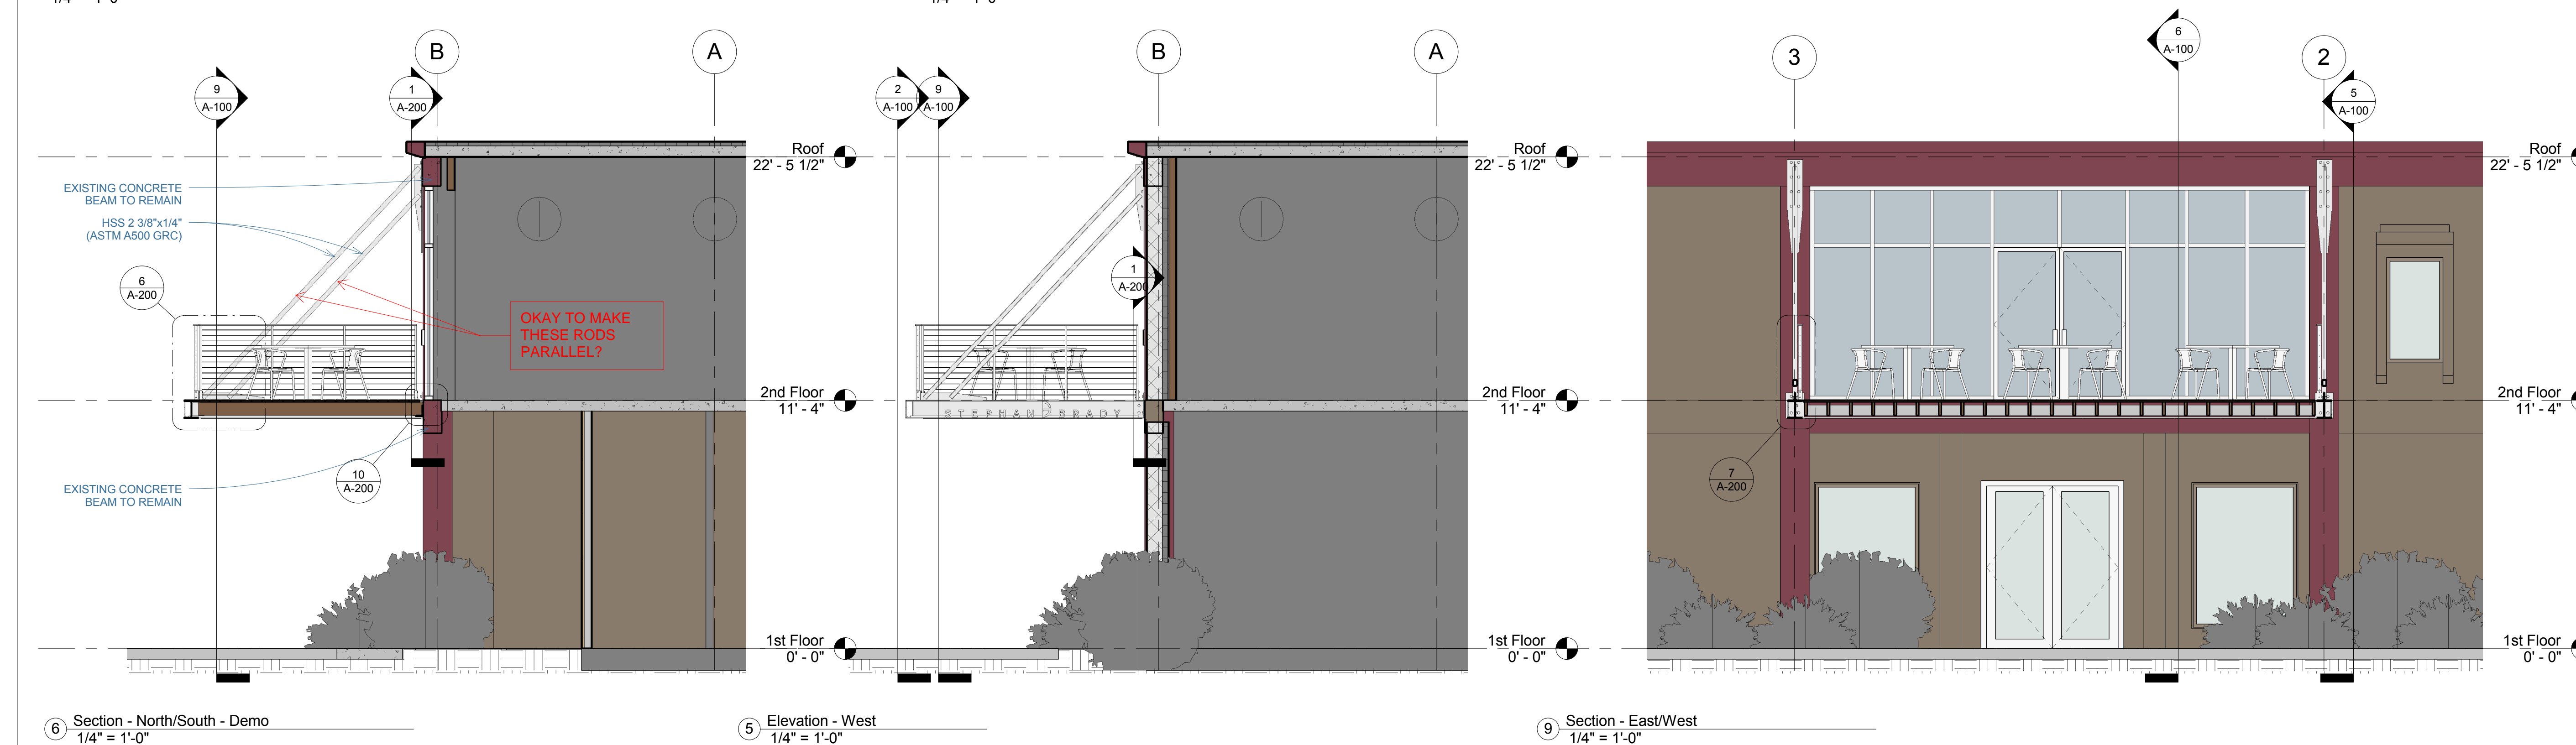 B
A
9
A-100
1
A-200
Roof
22' - 5 1/2"
EXISTING CONCRETE
BEAM TO REMAIN
HSS 2 3/8"x1/4"
(ASTM A500 GRC)
6
A-200
OKAY TO MAKE
THESE RODS
PARALLEL?
2nd Floor
11' - 4"
10
A-200
EXISTING CONCRETE
BEAM TO REMAIN
1st Floor
0' - 0"
6
Section - North/South - Demo
1/4" = 1'-0"
B
A
2
A-100
9
A-100
Roof
22' - 5 1/2"
1
A-200
2nd Floor
11' - 4"
STEPHAN & BRADY
1st Floor
0' - 0"
5
Elevation - West
1/4" = 1'-0"
3
6
A-100
2
5
A-100
Roof
22' - 5 1/2"
2nd Floor
11' - 4"
7
A-200
1st Floor
0' - 0"
9
Section - East/West
1/4" = 1'-0"